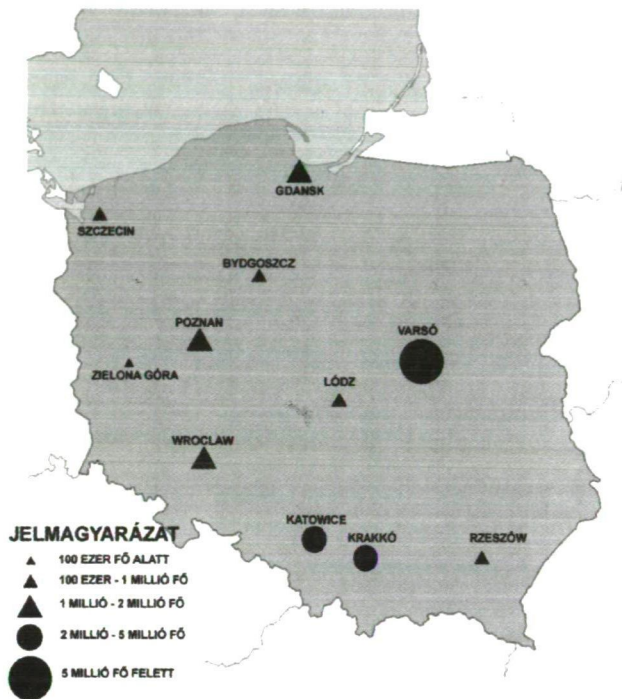 GDANSK
SZCZECIN
BYDGOSZCZ
POZNAN
VARSÓ
ZIELONA GÓRA
LÓDZ
WROCLAW
KATOWICE
KRAKKÓ
RZESZÓW
JELMAGYARÁZAT
100 EZER FŐ ALATT
100 EZER - 1 MILLIÓ FŐ
1 MILLIÓ - 2 MILLIÓ FŐ
2 MILLIÓ - 5 MILLIÓ FŐ
5 MILLIÓ FŐ FELETT